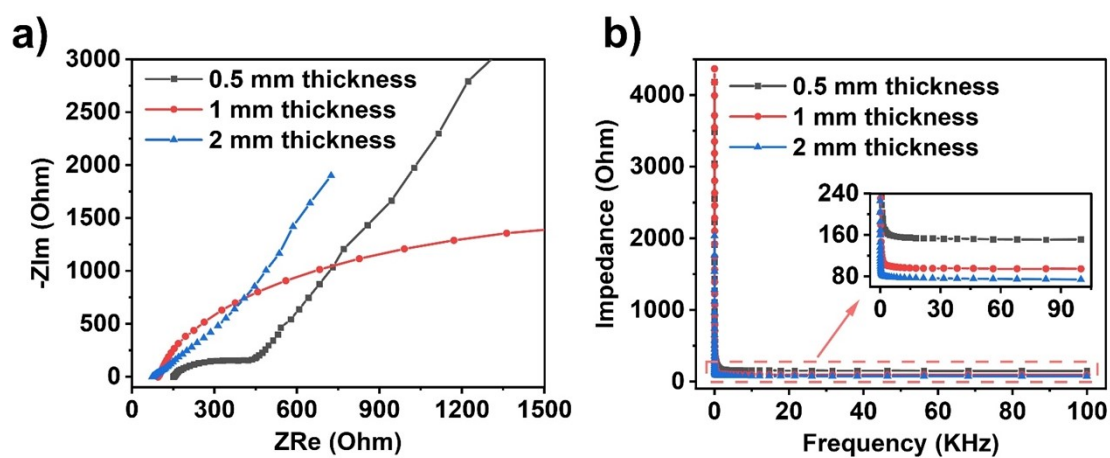 a)
3000
2500
2000
1500
1000
500
0
-ZIm (Ohm)
0.5 mm thickness
1 mm thickness
2 mm thickness
0 300 600 900 1200 1500
ZRe (Ohm)
b)
4000
3000
2000
1000
0
Impedance (Ohm)
0.5 mm thickness
1 mm thickness
2 mm thickness
240
160
80
0 30 60 90
0 20 40 60 80 100
Frequency (KHz)